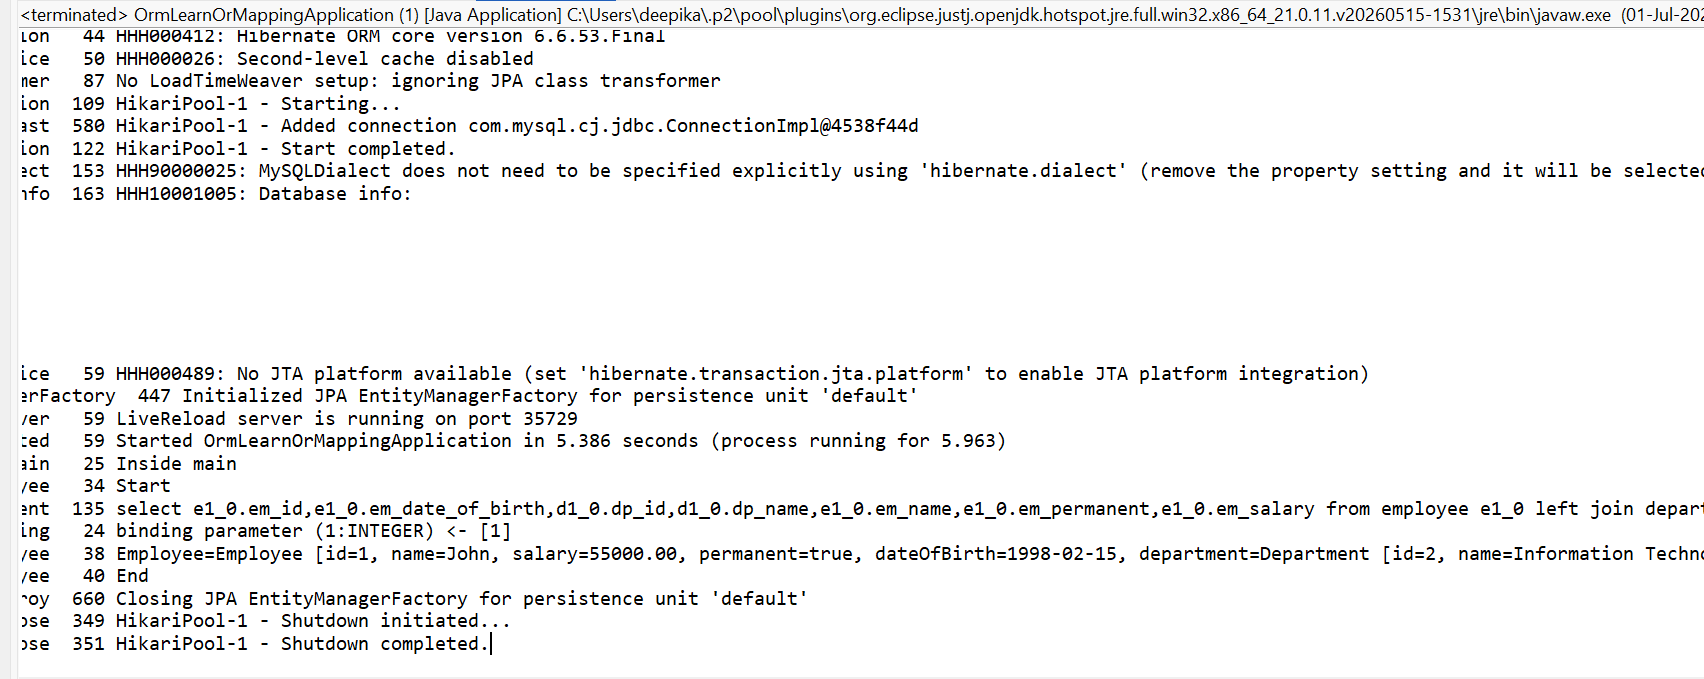 <terminated> OrmLearnOrMappingApplication (1) [Java Application] C:\Users\deepika\.p2\pool\plugins\org.eclipse.justj.openjdk.hotspot.jre.full.win32.x86_64_21.0.11.v20260515-1531\jre\bin\javaw.exe (01-Jul-202
ion   44 HHH000412: Hibernate ORM core version 6.6.53.Final
ice   50 HHH000026: Second-level cache disabled
mer   87 No LoadTimeWeaver setup: ignoring JPA class transformer
ion  109 HikariPool-1 - Starting...
ast  580 HikariPool-1 - Added connection com.mysql.cj.jdbc.ConnectionImpl@4538f44d
ion  122 HikariPool-1 - Start completed.
ect  153 HHH90000025: MySQLDialect does not need to be specified explicitly using 'hibernate.dialect' (remove the property setting and it will be selected
nfo  163 HHH10001005: Database info:
ice   59 HHH000489: No JTA platform available (set 'hibernate.transaction.jta.platform' to enable JTA platform integration)
erFactory  447 Initialized JPA EntityManagerFactory for persistence unit 'default'
ver   59 LiveReload server is running on port 35729
ted   59 Started OrmLearnOrMappingApplication in 5.386 seconds (process running for 5.963)
ain   25 Inside main
yee   34 Start
ent  135 select e1_0.em_id,e1_0.em_date_of_birth,d1_0.dp_id,d1_0.dp_name,e1_0.em_name,e1_0.em_permanent,e1_0.em_salary from employee e1_0 left join depart
ing   24 binding parameter (1:INTEGER) <- [1]
yee   38 Employee=Employee [id=1, name=John, salary=55000.00, permanent=true, dateOfBirth=1998-02-15, department=Department [id=2, name=Information Techno
yee   40 End
roy  660 Closing JPA EntityManagerFactory for persistence unit 'default'
ose  349 HikariPool-1 - Shutdown initiated...
ose  351 HikariPool-1 - Shutdown completed.